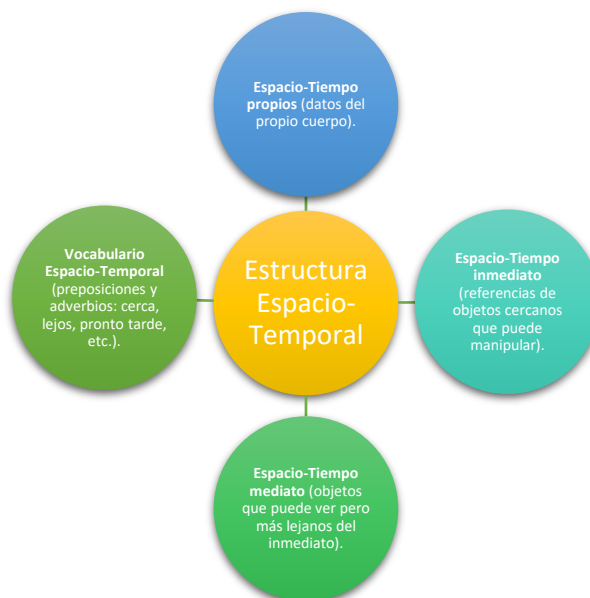 Espacio-Tiempo
propios (datos del
propio cuerpo).
Vocabulario
Espacio-Temporal
(preposiciones y
adverbios: cerca,
lejos, pronto tarde,
etc.).
Estructura
Espacio-
Temporal
Espacio-Tiempo
inmediato
(referencias de
objetos cercanos
que puede
manipular).
Espacio-Tiempo
mediato (objetos
que puede ver pero
más lejanos del
inmediato).